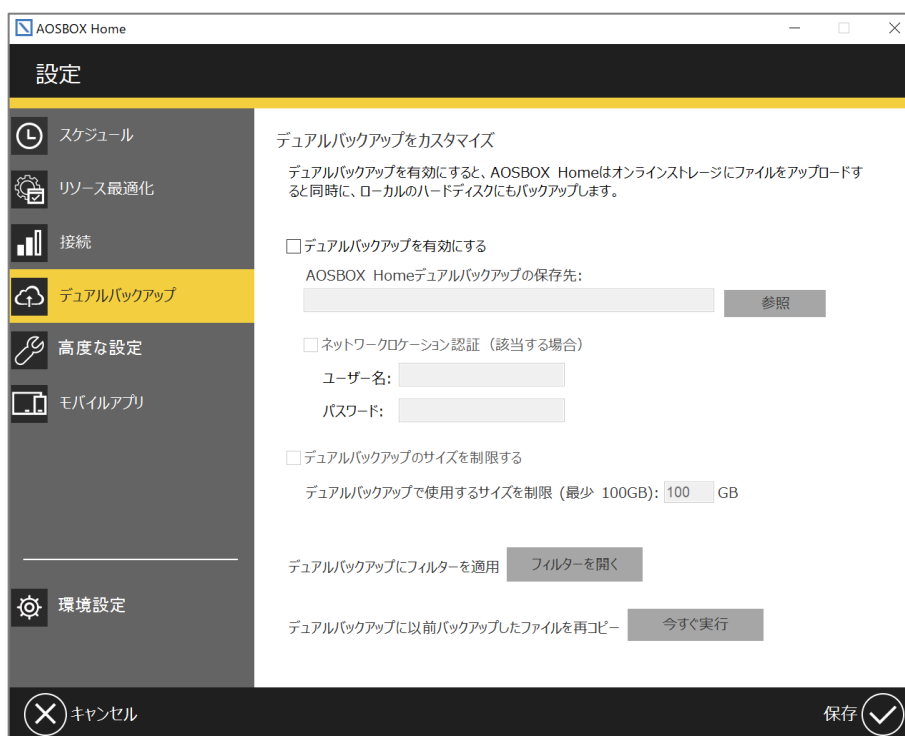 AOSBOX Home
設定
スケジュール
リソース最適化
接続
デュアルバックアップ
高度な設定
モバイルアプリ
環境設定
デュアルバックアップをカスタマイズ
デュアルバックアップを有効にすると、AOSBOX Homeはオンラインストレージにファイルをアップロードす
ると同時に、ローカルのハードディスクにもバックアップします。
デュアルバックアップを有効にする
AOSBOX Homeデュアルバックアップの保存先:
参照
ネットワークロケーション認証（該当する場合）
ユーザー名:
パスワード:
デュアルバックアップのサイズを制限する
デュアルバックアップで使用するサイズを制限 (最少 100GB): 100 GB
デュアルバックアップにフィルターを適用 フィルターを開く
デュアルバックアップに以前バックアップしたファイルを再コピー 今すぐ実行
キャンセル
保存